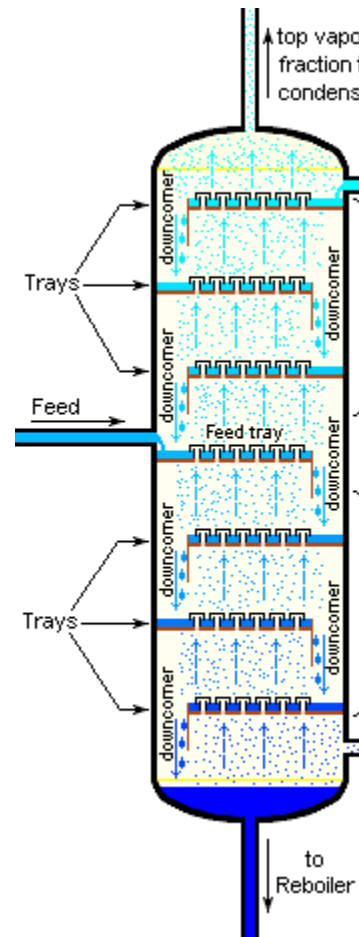 top vapo
fraction
condens
downcomer
downcomer
Trays
downcomer
Feed
Feed tray
downcomer
downcomer
downcomer
Trays
downcomer
to
Reboiler